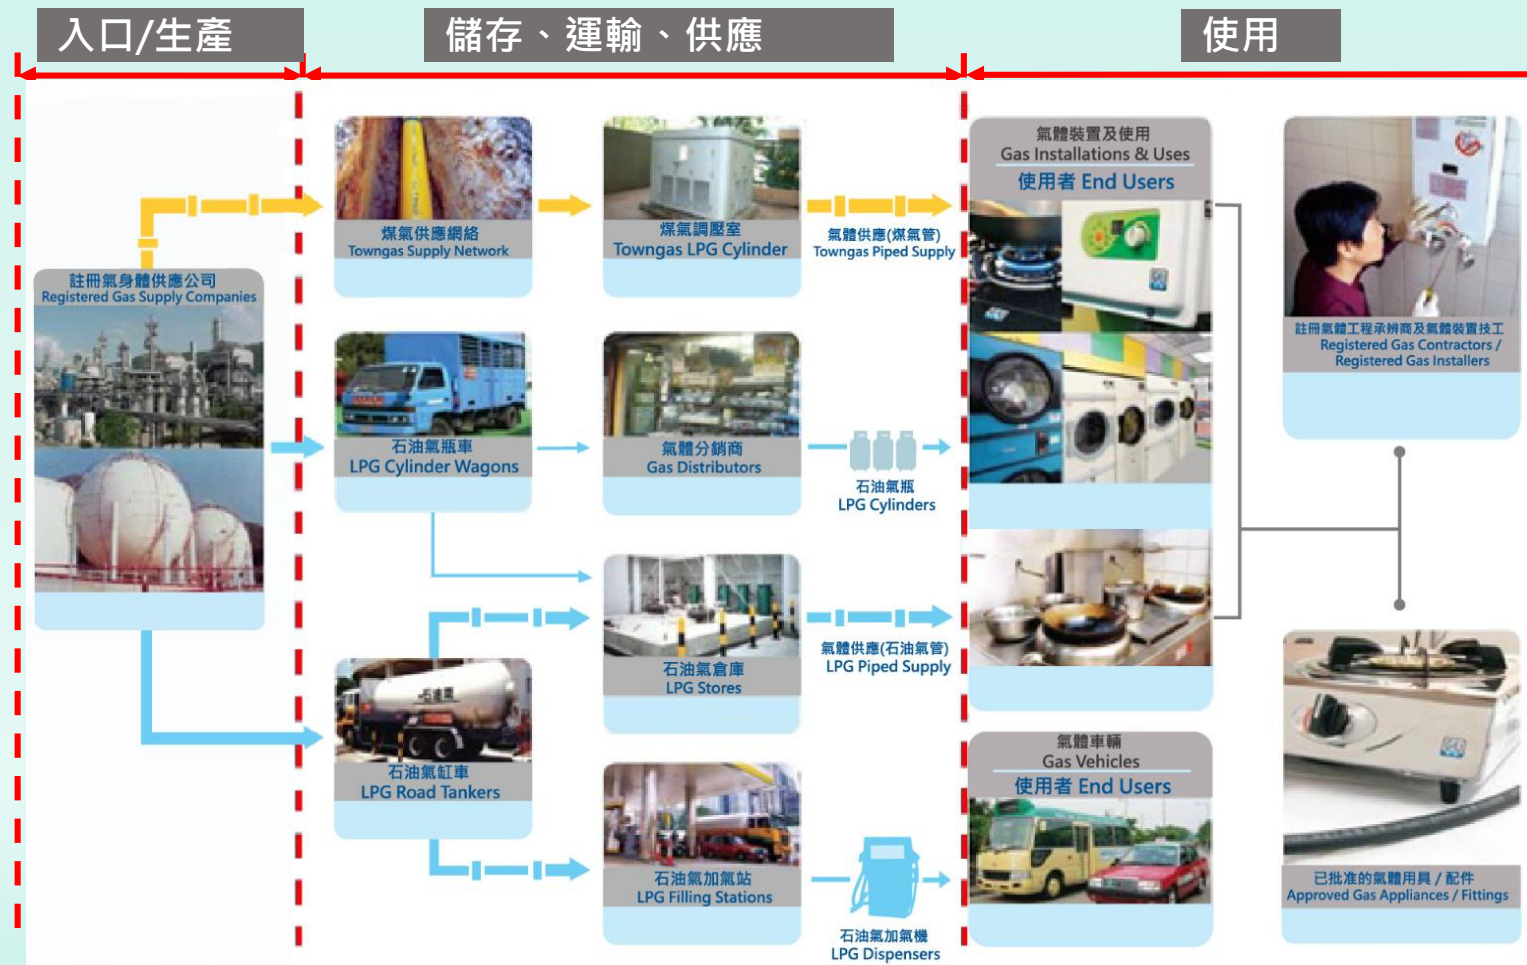 入口/生產
儲存、運輸、供應
使用
註冊氣身體供應公司
Registered Gas Supply Companies
煤氣供應網絡
Towngas Supply Network
煤氣調壓室
Towngas LPG Cylinder
氣體供應(煤氣管)
Towngas Piped Supply
石油氣瓶車
LPG Cylinder Wagons
氣體分銷商
Gas Distributors
石油氣瓶
LPG Cylinders
石油氣倉庫
LPG Stores
氣體供應(石油氣管)
LPG Piped Supply
石油氣
石油氣缸車
LPG Road Tankers
石油氣加氣站
LPG Filling Stations
石油氣加氣機
LPG Dispensers
氣體裝置及使用
Gas Installations & Uses
使用者 End Users
氣體車輛
Gas Vehicles
使用者 End Users
註冊氣體工程承辨商及氣體裝置技工
Registered Gas Contractors /
Registered Gas Installers
已批准的氣體用具 / 配件
Approved Gas Appliances / Fittings